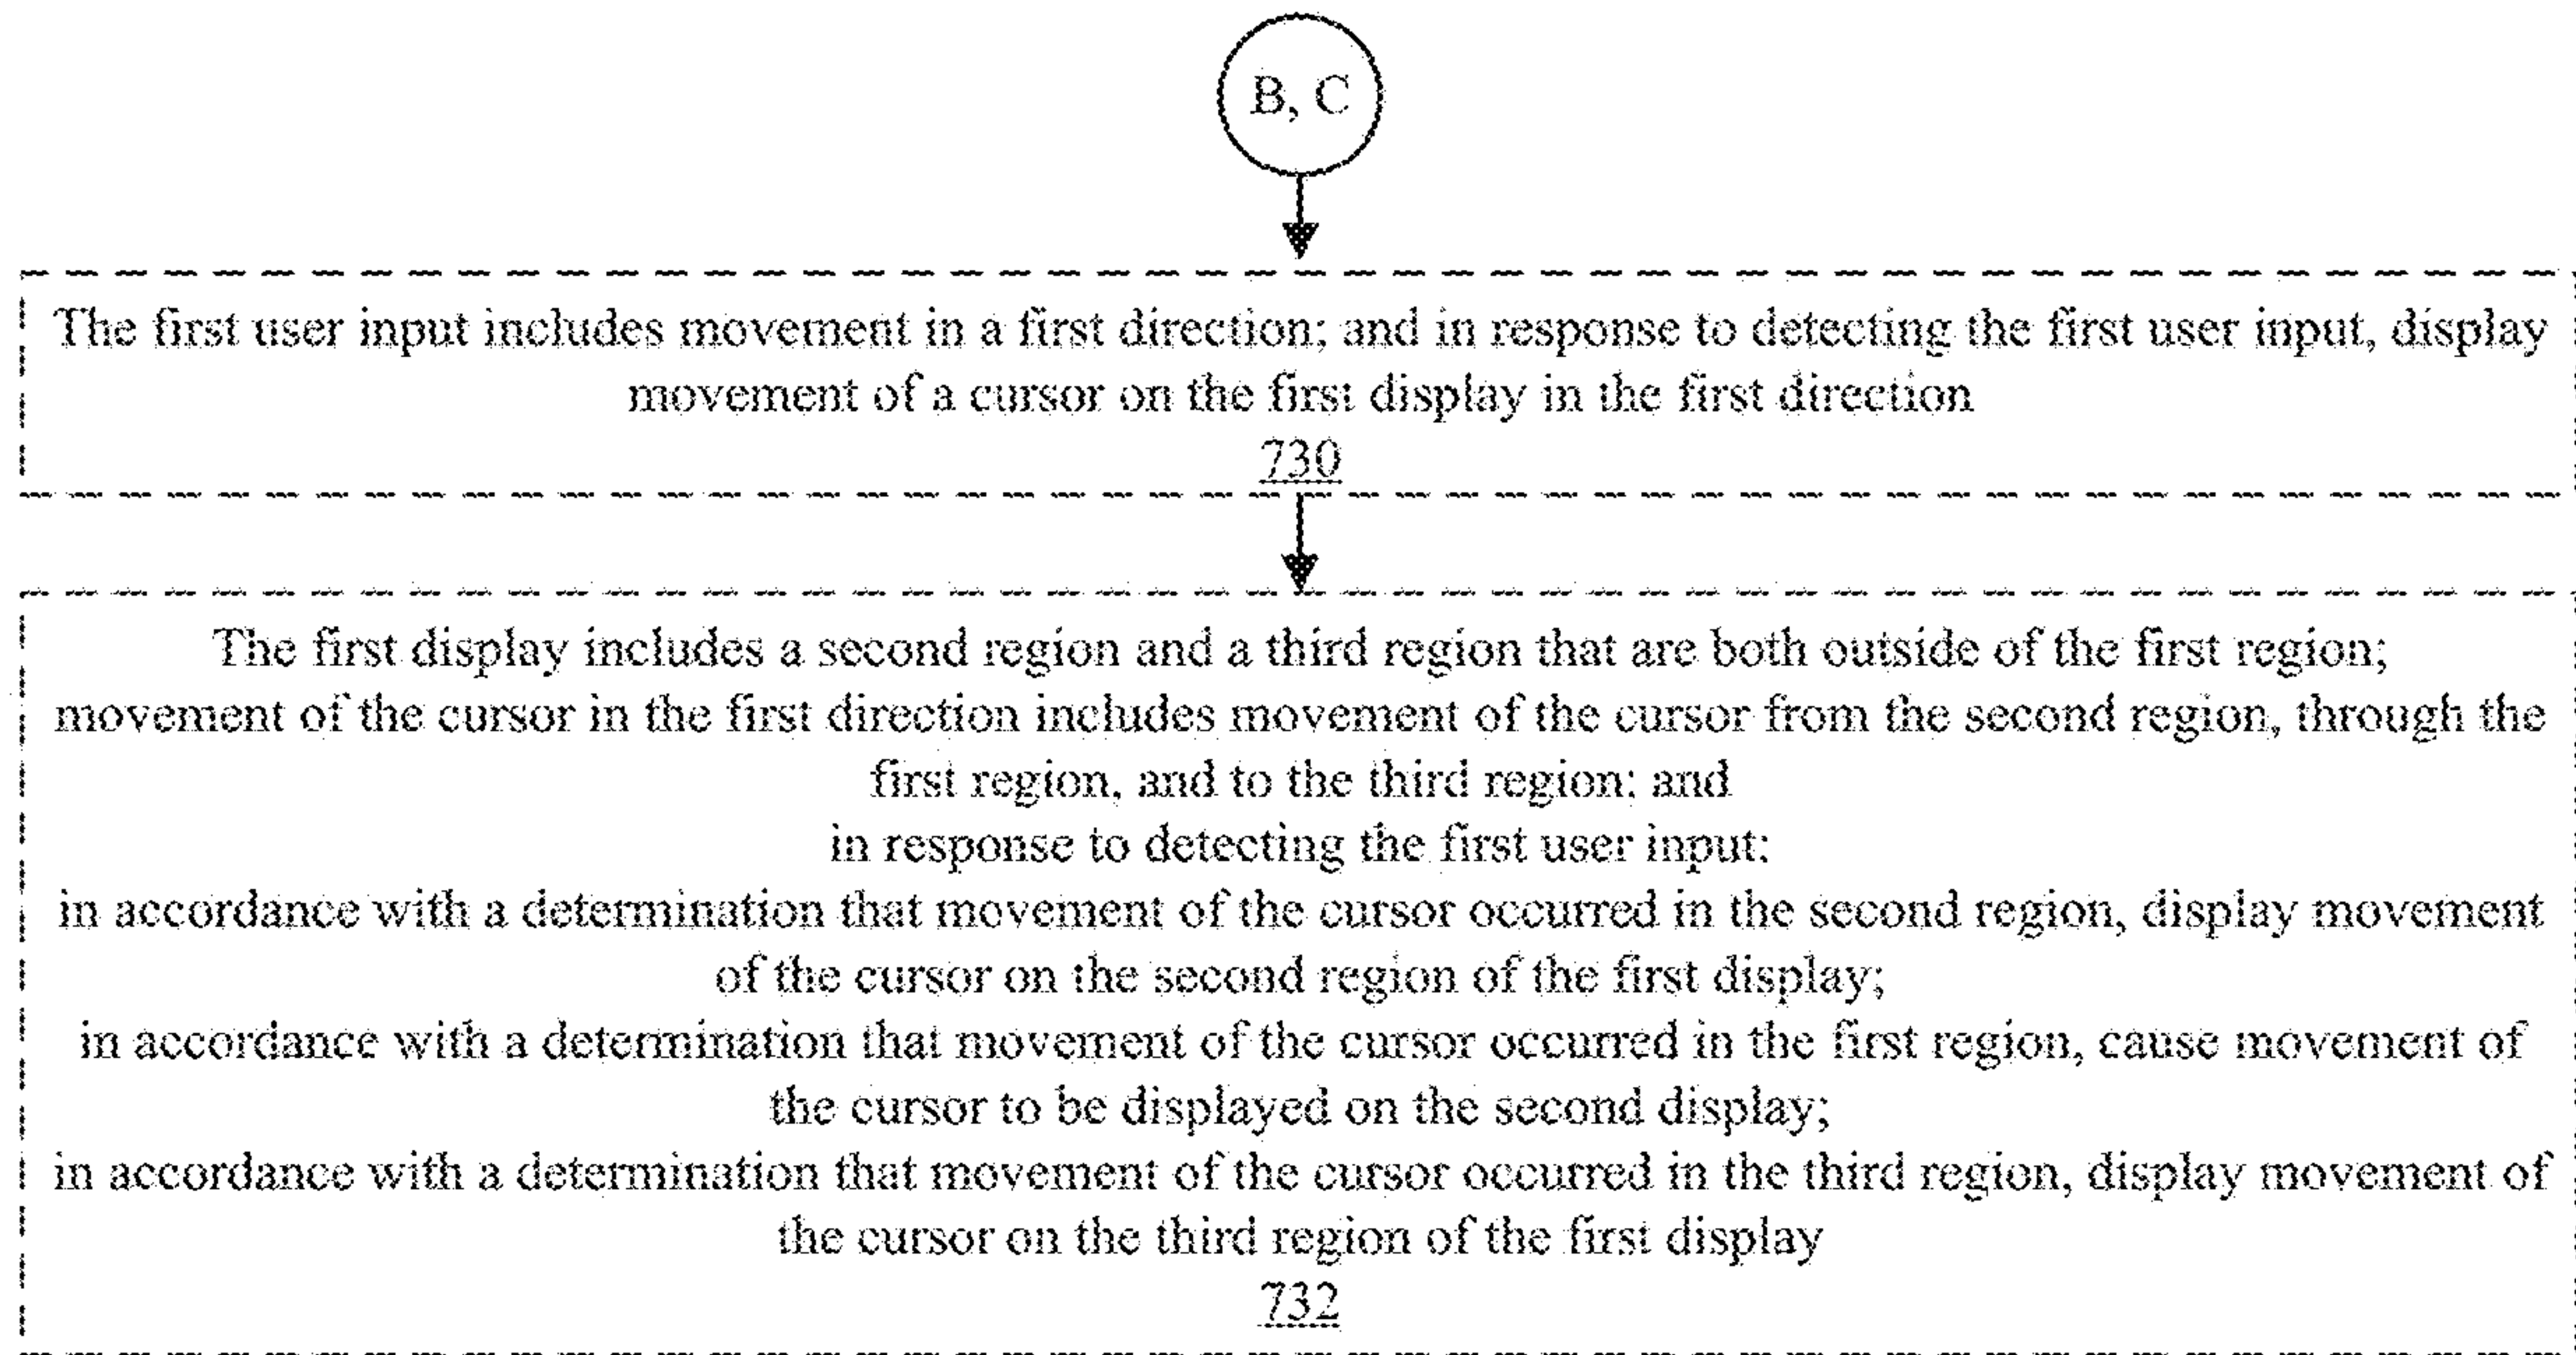 B, C
The first user input includes movement in a first direction; and in response to detecting the first user input, display
movement of a cursor on the first display in the first direction
730
The first display includes a second region and a third region that are both outside of the first region;
movement of the cursor in the first direction includes movement of the cursor from the second region, through the
first region, and to the third region; and
in response to detecting the first user input:
in accordance with a determination that movement of the cursor occurred in the second region, display movement
of the cursor on the second region of the first display;
in accordance with a determination that movement of the cursor occurred in the first region, cause movement of
the cursor to be displayed on the second display;
in accordance with a determination that movement of the cursor occurred in the third region, display movement of
the cursor on the third region of the first display
732